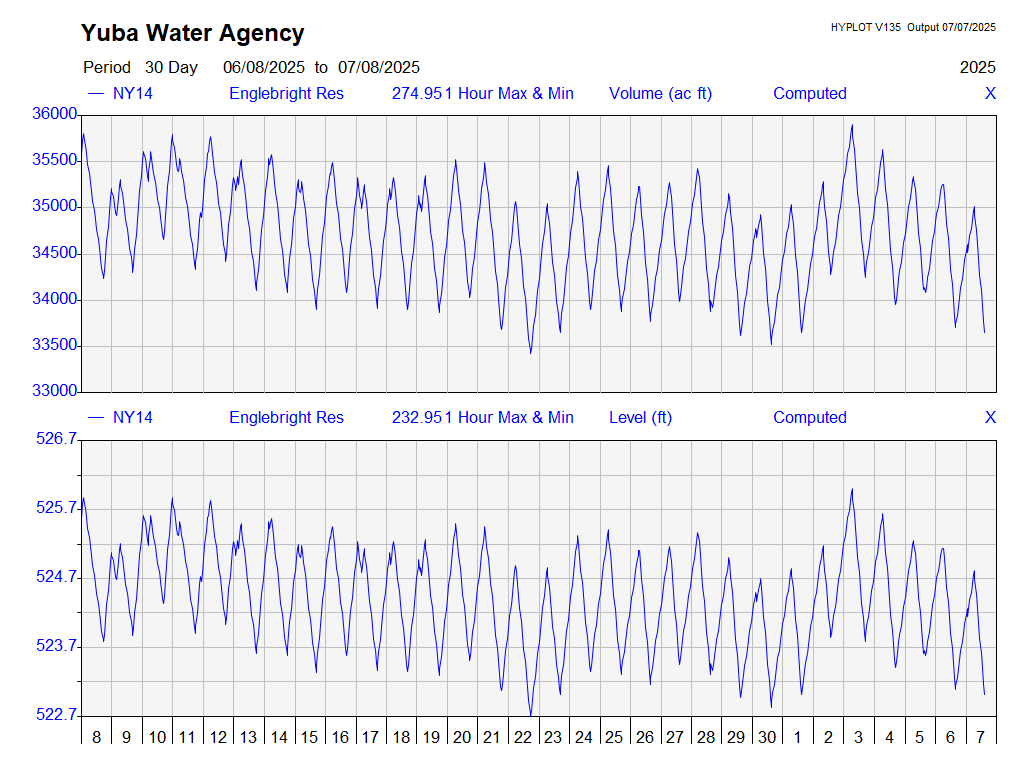 Yuba Water Agency
HYPLOT V135 Output 07/07/2025
Period 30 Day 06/08/2025 to 07/08/2025
2025
NY14 Englebright Res 274.951 Hour Max & Min Volume (ac ft) Computed X
36000
35500
35000
34500
34000
33500
33000
NY14 Englebright Res 232.951 Hour Max & Min Level (ft) Computed X
526.7
525.7
524.7
523.7
522.7
8 9 10 11 12 13 14 15 16 17 18 19 20 21 22 23 24 25 26 27 28 29 30 1 2 3 4 5 6 7